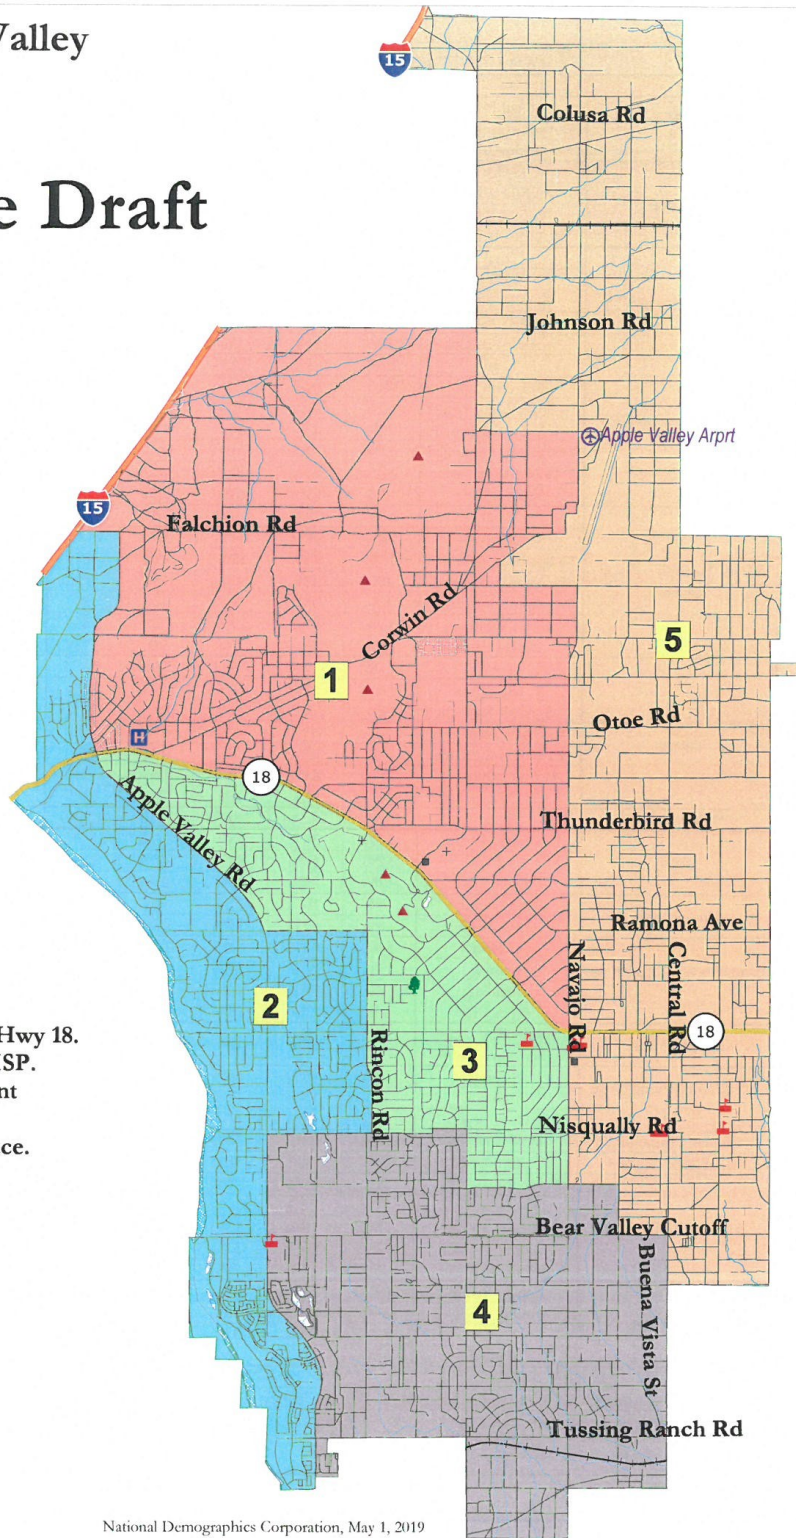 Valley
15
Colusa Rd
e Draft
Johnson Rd
Apple Valley Arprt
15
Falchion Rd
Corwin Rd
5
1
Otoe Rd
H
18
Apple Valley Rd
Thunderbird Rd
Ramona Ave
Navajo Rd
Central Rd
2
Hwy 18.
18
Rincon Rd
3
SP.
nt
Nisqually Rd
ce.
Bear Valley Cutoff
Buena Vista St
4
Tussing Ranch Rd
National Demographics Corporation, May 1, 2019